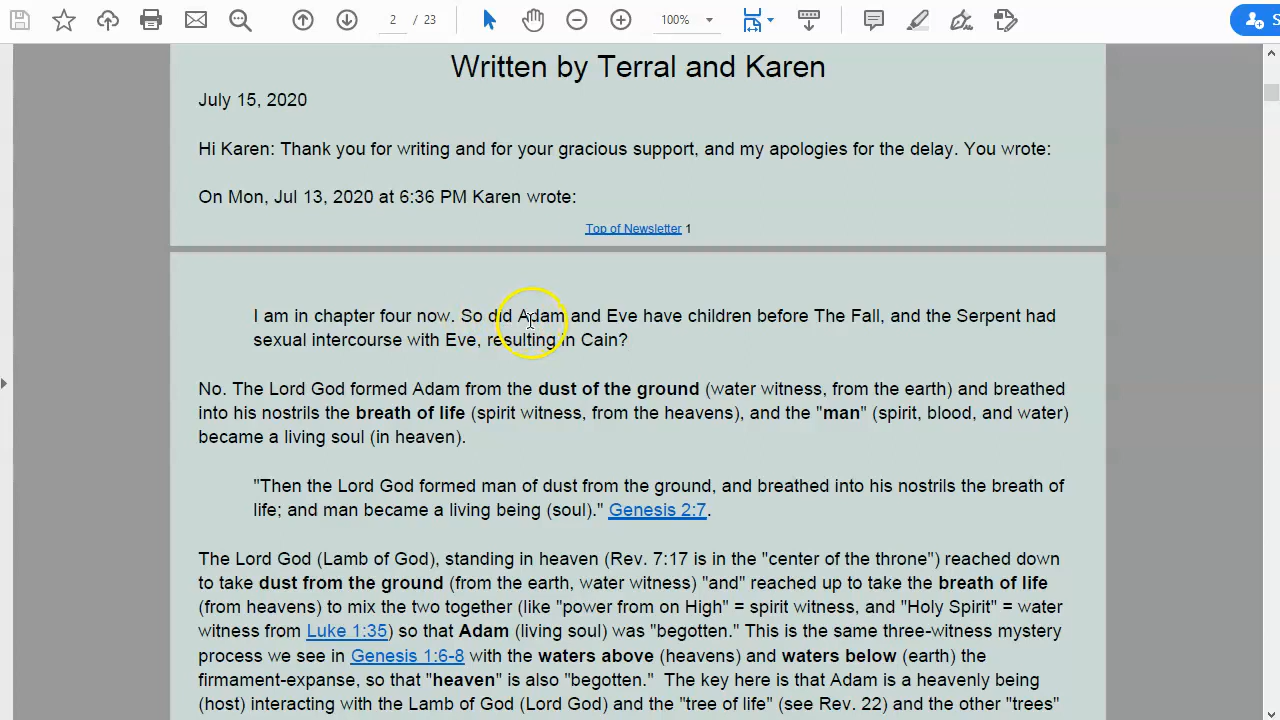 2 / 23 100% S
Written by Terral and Karen
July 15, 2020
Hi Karen: Thank you for writing and for your gracious support, and my apologies for the delay. You wrote:
On Mon, Jul 13, 2020 at 6:36 PM Karen wrote:
Top of Newsletter 1
I am in chapter four now. So did Adam and Eve have children before The Fall, and the Serpent had
sexual intercourse with Eve, resulting in Cain?
No. The Lord God formed Adam from the dust of the ground (water witness, from the earth) and breathed
into his nostrils the breath of life (spirit witness, from the heavens), and the "man" (spirit, blood, and water)
became a living soul (in heaven).
"Then the Lord God formed man of dust from the ground, and breathed into his nostrils the breath of
life; and man became a living being (soul)." Genesis 2:7.
The Lord God (Lamb of God), standing in heaven (Rev. 7:17 is in the "center of the throne") reached down
to take dust from the ground (from the earth, water witness) "and" reached up to take the breath of life
(from heavens) to mix the two together (like "power from on High" = spirit witness, and "Holy Spirit" = water
witness from Luke 1:35) so that Adam (living soul) was "begotten." This is the same three-witness mystery
process we see in Genesis 1:6-8 with the waters above (heavens) and waters below (earth) the
firmament-expanse, so that "heaven" is also "begotten." The key here is that Adam is a heavenly being
(host) interacting with the Lamb of God (Lord God) and the "tree of life" (see Rev. 22) and the other "trees"